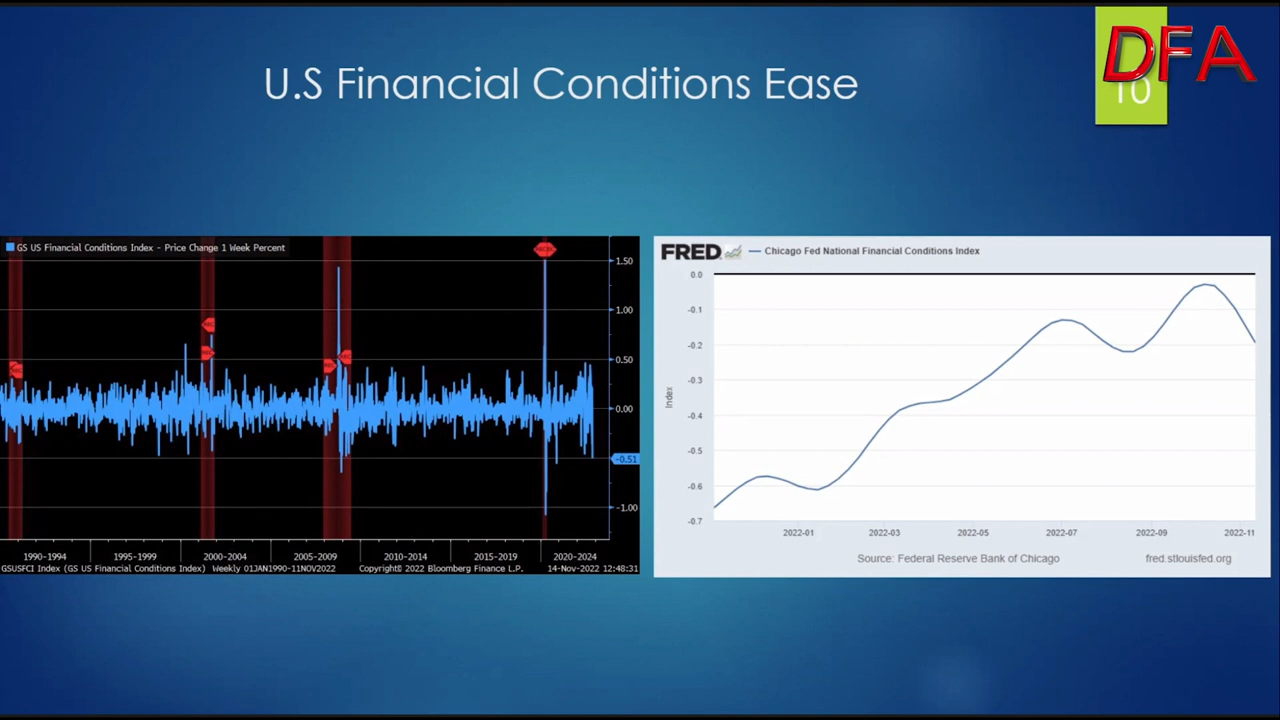 U.S Financial Conditions Ease
DFA
10
GS US Financial Conditions Index - Price Change 1 Week Percent
1.50
1.00
0.50
0.00
-0.51
-1.00
1990-1994
1995-1999
2000-2004
2005-2009
2010-2014
2015-2019
2020-2024
GSUSFCI Index (GS US Financial Conditions Index) Weekly 01JAN1990-11NOV2022
Copyright© 2022 Bloomberg Finance L.P.
14-Nov-2022 12:48:31
FRED
Chicago Fed National Financial Conditions Index
0.0
-0.1
-0.2
-0.3
-0.4
-0.5
-0.6
-0.7
Index
2022-01
2022-03
2022-05
2022-07
2022-09
2022-11
Source: Federal Reserve Bank of Chicago
fred.stlouisfed.org